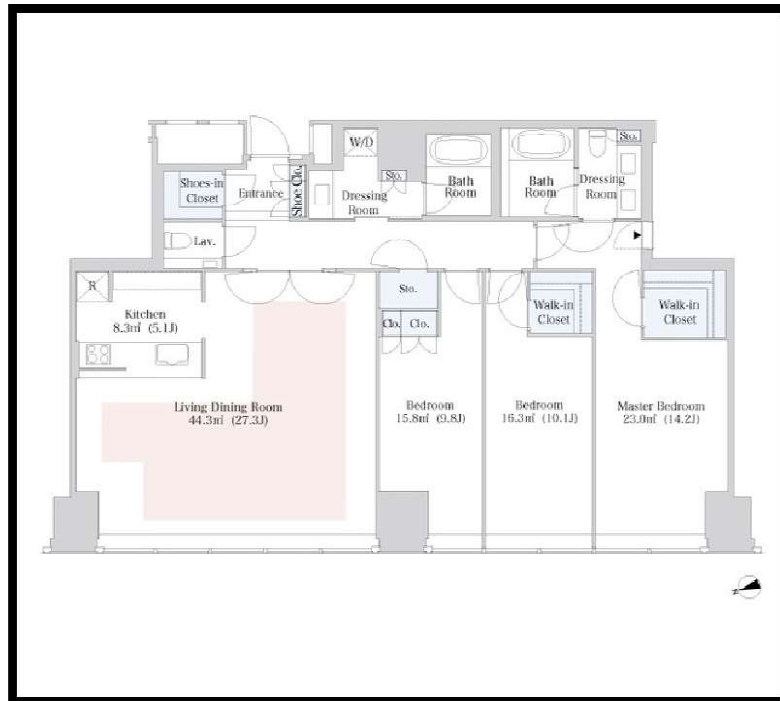 W/D
Sto.
Shoes-in
Closet
Entrance
Shoe Clo.
Sto.
Dressing
Room
Bath
Room
Bath
Room
Dressing
Room
Lav.
R
Kitchen
8.3㎡ (5.1J)
Sto.
Clo.
Clo.
Walk-in
Closet
Walk-in
Closet
Living Dining Room
44.3㎡ (27.3J)
Bedroom
15.8㎡ (9.8J)
Bedroom
16.3㎡ (10.1J)
Master Bedroom
23.0㎡ (14.2J)
N